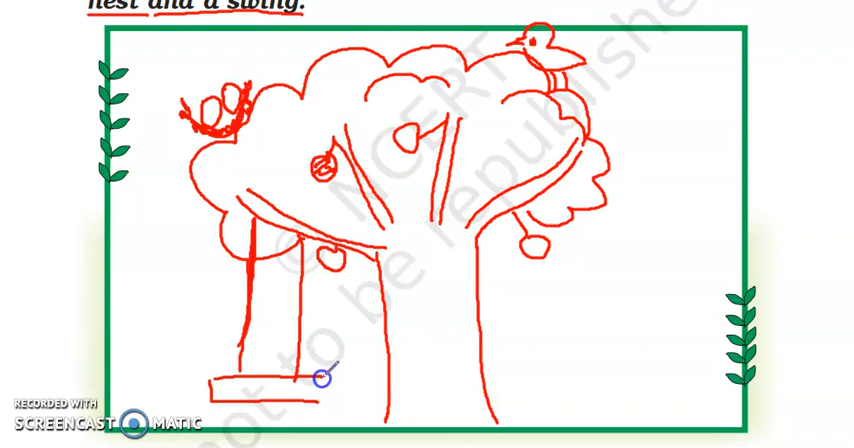 nest and a swing.
© NCERT
not to be republished
RECORDED WITH
SCREENCAST MATIC